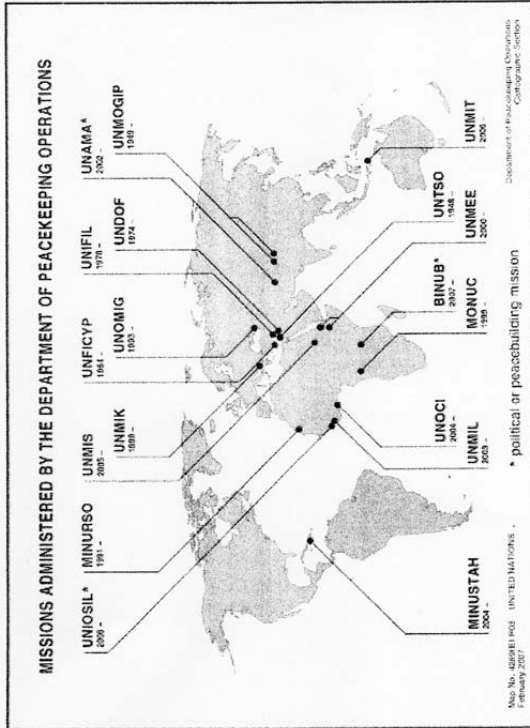 MISSIONS ADMINISTERED BY THE DEPARTMENT OF PEACEKEEPING OPERATIONS
UNIOSIL*
2006 -
MINURSO
1991 -
UNMIS
2005 -
UNMIK
1999 -
UNFICYP
1964 -
UNOMIG
1993 -
UNIFIL
1978 -
UNDOF
1974 -
UNAMA*
2002 -
UNMOGIP
1949 -
MINUSTAH
2004 -
UNOCI
2004 -
UNMIL
2003 -
BINUB*
2007 -
MONUC
1999 -
UNTSO
1948 -
UNMEE
2000 -
UNMIT
2006 -
Map No. UNITED NATIONS
February 2007
* political or peacebuilding mission
Department of Peacekeeping Operations
Cartographic Section